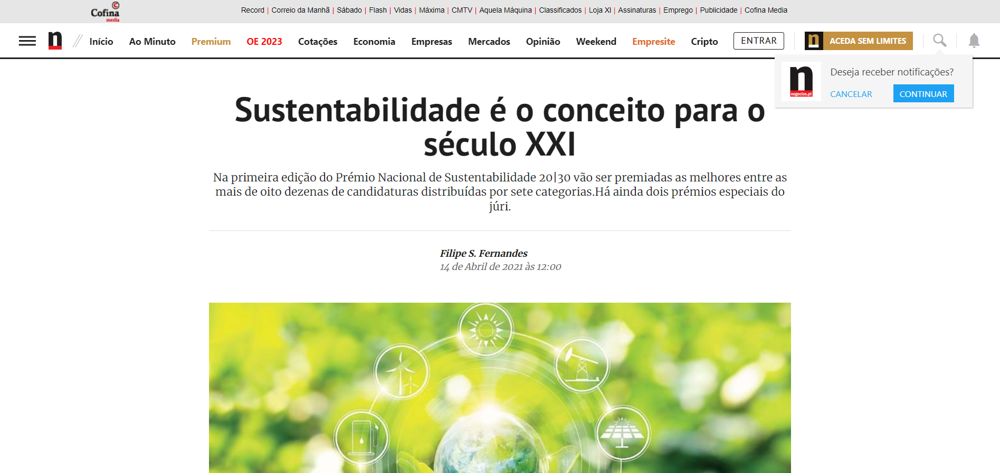 Cofina
media
Record | Correio da Manhã | Sábado | Flash | Vidas | Máxima | CMTV | Aquela Máquina | Classificados | Loja XI | Assinaturas | Emprego | Publicidade | Cofina Media
n // Início Ao Minuto Premium OE 2023 Cotações Economia Empresas Mercados Opinião Weekend Empresite Cripto ENTRAR n ACEDA SEM LIMITES
n
negocios.pt
Deseja receber notificações?
CANCELAR CONTINUAR
Sustentabilidade é o conceito para o
século XXI
Na primeira edição do Prémio Nacional de Sustentabilidade 20|30 vão ser premiadas as melhores entre as
mais de oito dezenas de candidaturas distribuídas por sete categorias.Há ainda dois prémios especiais do
júri.
Filipe S. Fernandes
14 de Abril de 2021 às 12:00